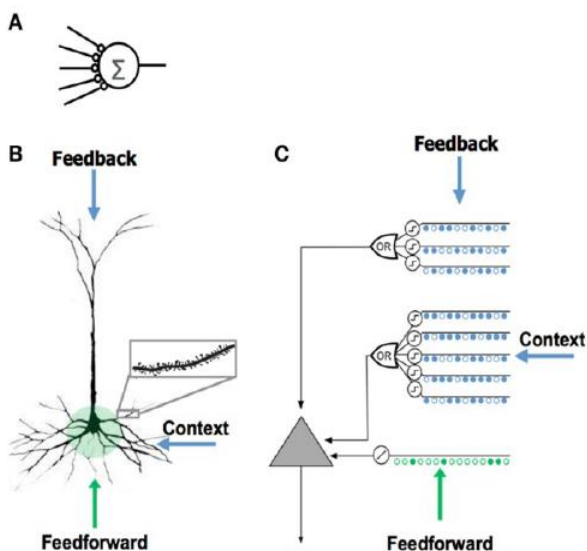 A
Σ
B
Feedback
Context
Feedforward
C
Feedback
OR
OR
Context
Feedforward